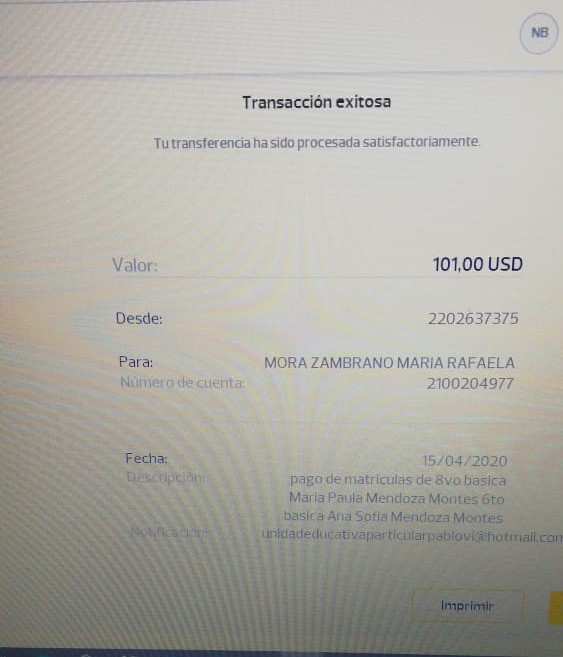 NB
Transacción exitosa
Tu transferencia ha sido procesada satisfactoriamente.
Valor: 101,00 USD
Desde: 2202637375
Para: MORA ZAMBRANO MARIA RAFAELA
Número de cuenta: 2100204977
Fecha: 15/04/2020
Descripción: pago de matriculas de 8vo basica
Maria Paula Mendoza Montes 6to
basica Ana Sofia Mendoza Montes
Notificación: unidadeducativaparticularpablovi@hotmail.com
Imprimir